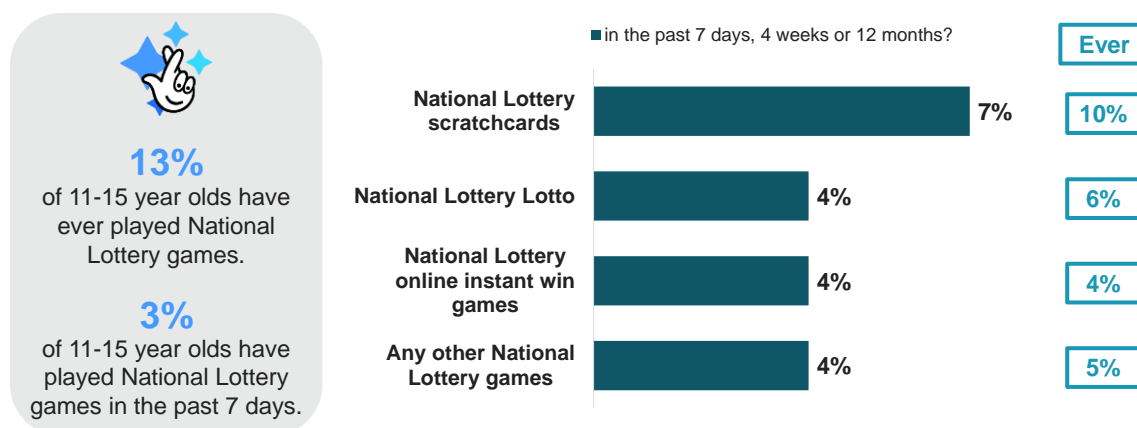 13%
of 11-15 year olds have
ever played National
Lottery games.
3%
of 11-15 year olds have
played National Lottery
games in the past 7 days.
in the past 7 days, 4 weeks or 12 months?
Ever
National Lottery
scratchcards
7%
10%
National Lottery Lotto
4%
6%
National Lottery
online instant win
games
4%
4%
Any other National
Lottery games
4%
5%